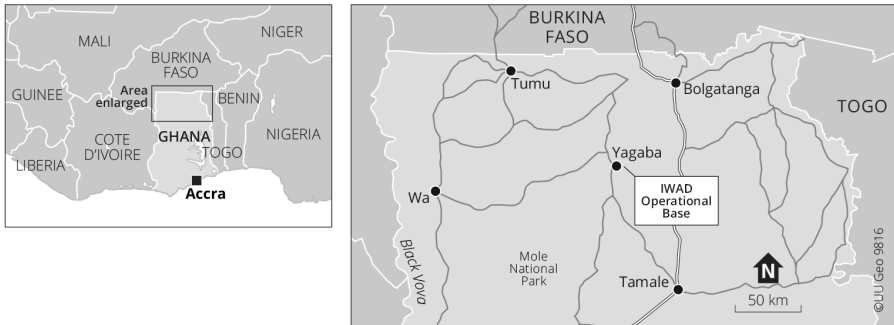 MALI
NIGER
BURKINA
FASO
Area
enlarged
GUINEE
BENIN
COTE
D'IVOIRE
GHANA
TOGO
NIGERIA
LIBERIA
Accra
BURKINA
FASO
Tumu
Bolgatanga
TOGO
Yagaba
Wa
IWAD
Operational
Base
Black Vova
Mole
National
Park
Tamale
N
50 km
©UU Geo 9816